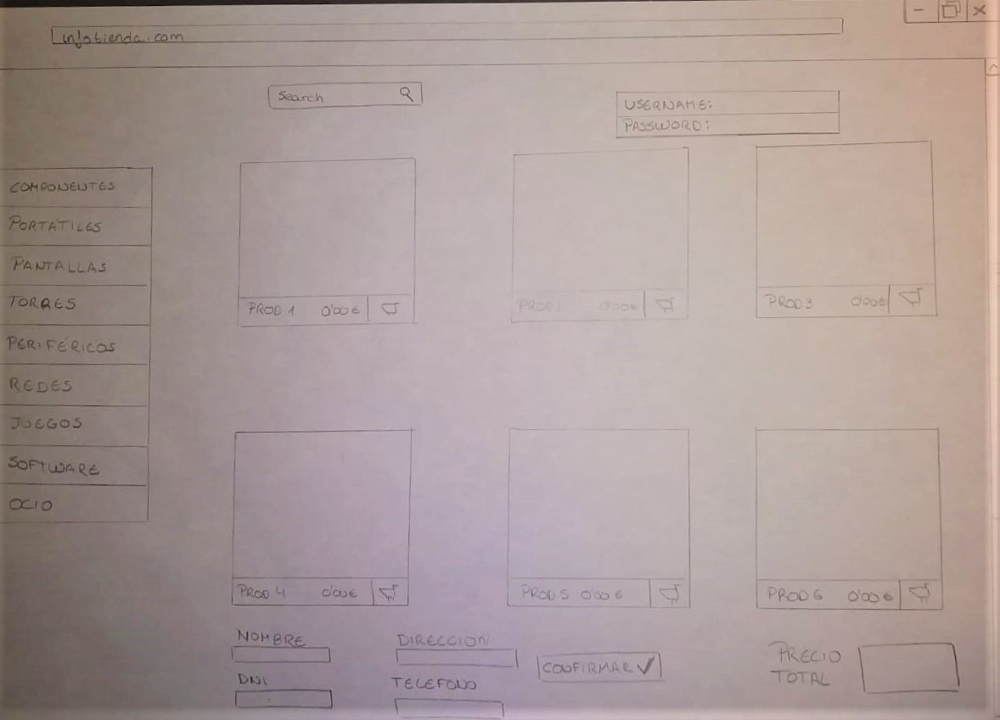 infotienda.com
Search
USERNAME:
PASSWORD:
COMPONENTES
PORTÁTILES
PANTALLAS
TORRES
PERIFÉRICOS
REDES
JUEGOS
SOFTWARE
OCIO
PROD 1 0'00 €
PROD 2 0'00 €
PROD 3 0'00 €
PROD 4 0'00 €
PROD 5 0'00 €
PROD 6 0'00 €
NOMBRE
DIRECCION
DNI
TELEFONO
CONFIRMAR
PRECIO
TOTAL